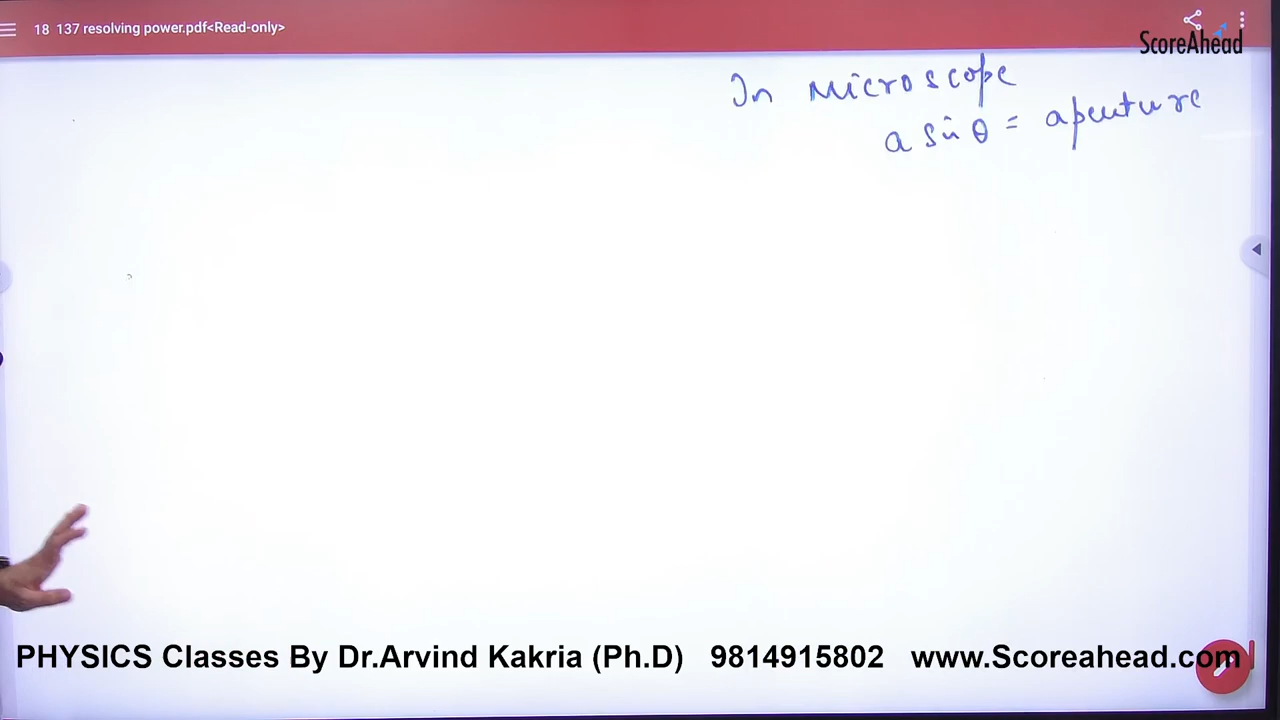 18 137 resolving power.pdf<Read-only>
ScoreAhead
In Microscope
a sin θ = aperture
PHYSICS Classes By Dr.Arvind Kakria (Ph.D) 9814915802 www.Scoreahead.com